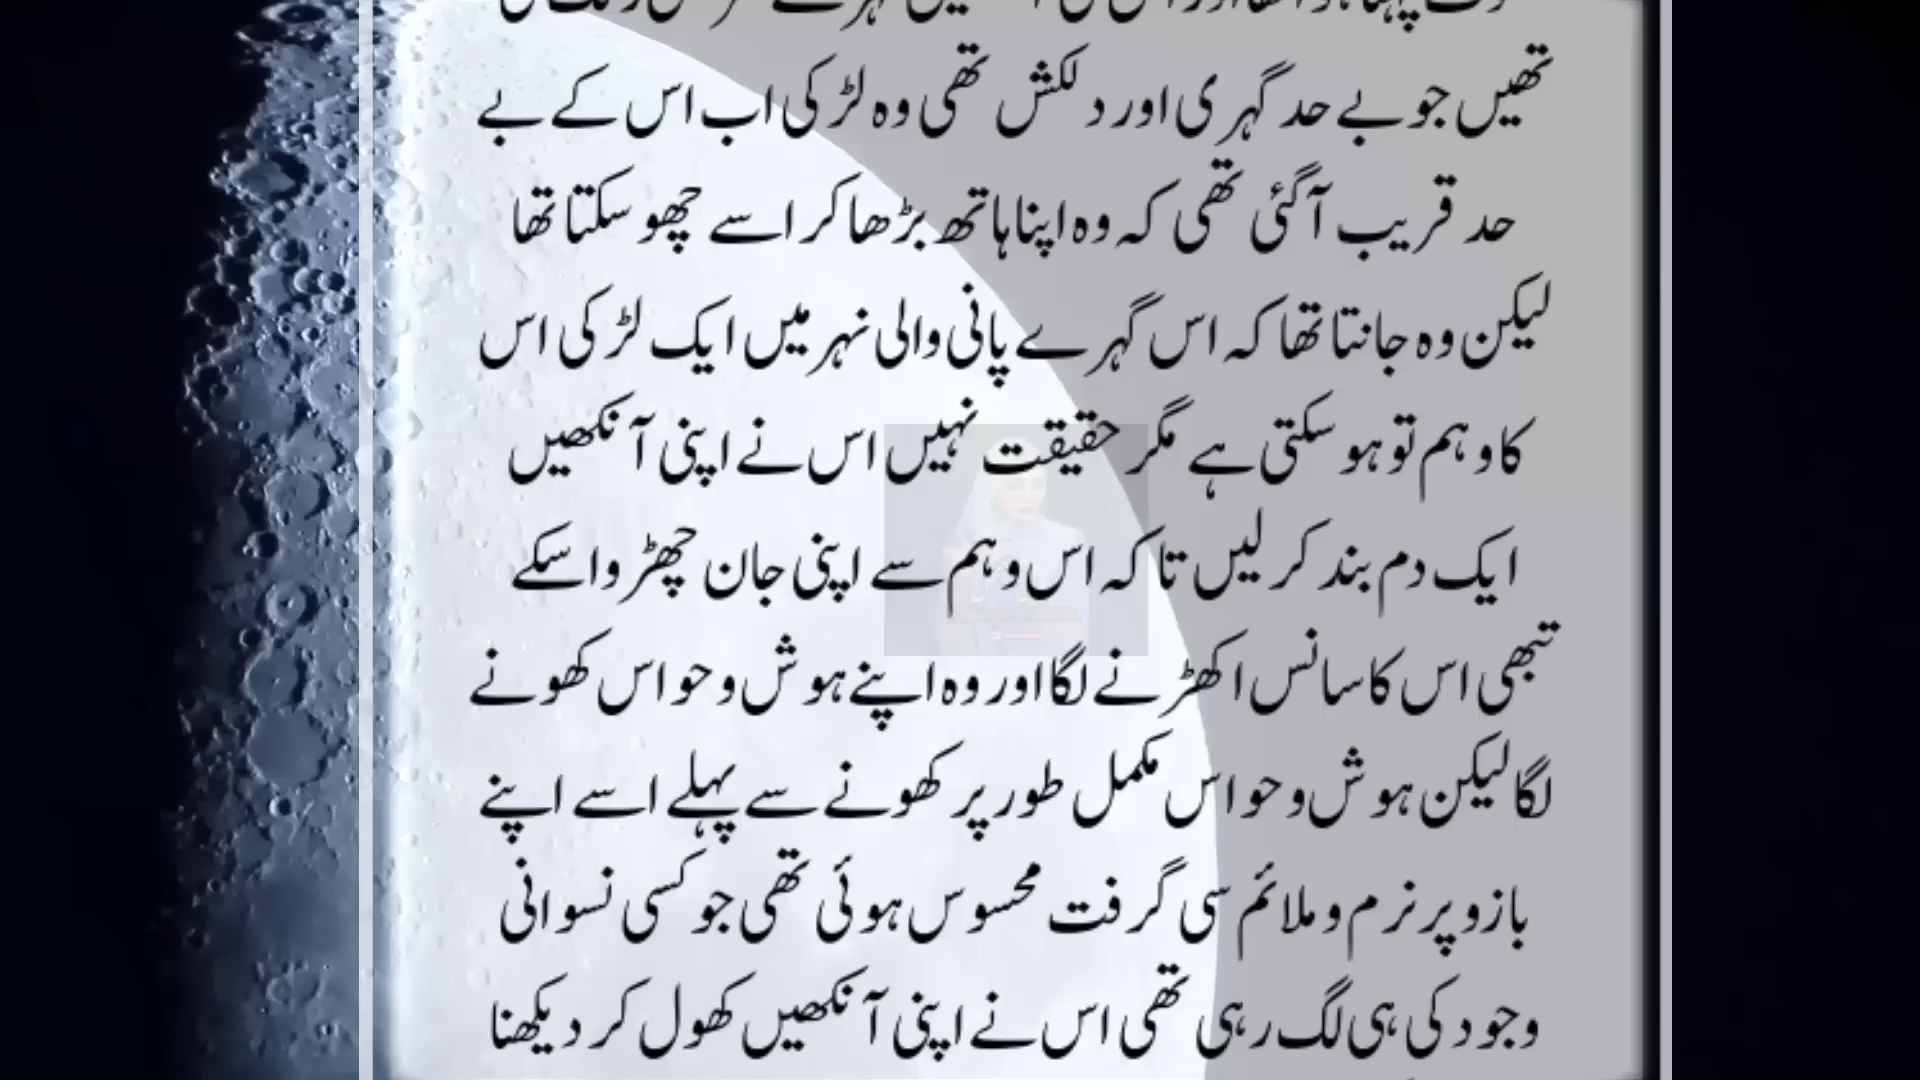 تھیں جو بے حد گہری اور دلکش تھی وہ لڑکی اب اس کے بے
حد قریب آ گئی تھی کہ وہ اپنا ہاتھ بڑھا کر اسے چھو سکتا تھا
لیکن وہ جانتا تھا کہ اس گہرے پانی والی نہر میں ایک لڑکی اس
کا وہم تو ہو سکتی ہے مگر حقیقت نہیں اس نے اپنی آنکھیں
ایک دم بند کر لیں تا کہ اس وہم سے اپنی جان چھڑوا سکے
تبھی اس کا سانس اکھڑنے لگا اور وہ اپنے ہوش و حواس کھونے
لگا لیکن ہوش و حواس مکمل طور پر کھونے سے پہلے اسے اپنے
بازو پر نرم و ملائم سی گرفت محسوس ہوئی تھی جو کسی نسوانی
وجود کی ہی لگ رہی تھی اس نے اپنی آنکھیں کھول کر دیکھنا